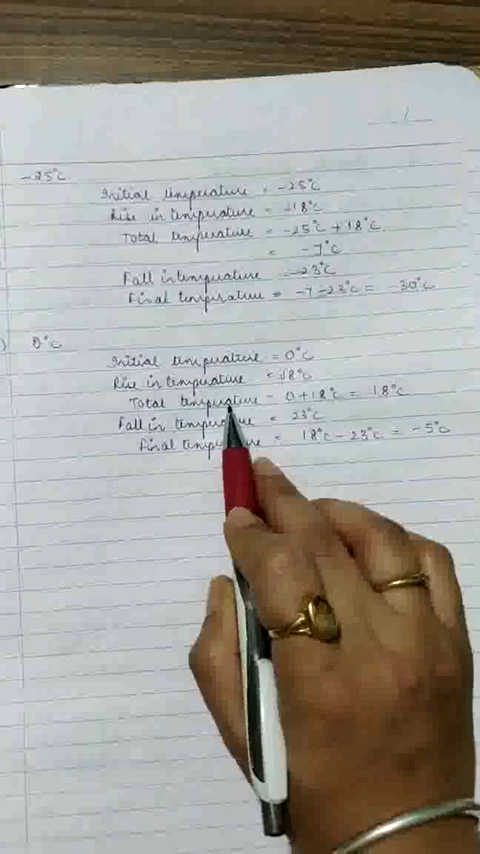 -25°C
Initial temperature = -25°C
Rise in temperature = 18°C
Total temperature = -25°C + 18°C
= -7°C
Fall in temperature = 23°C
Final temperature = -7-23°C = -30°C
) 0°C
Initial temperature = 0°C
Rise in temperature = 18°C
Total temperature = 0+18°C = 18°C
Fall in temperature = 23°C
Final temperature = 18°C - 23°C = -5°C